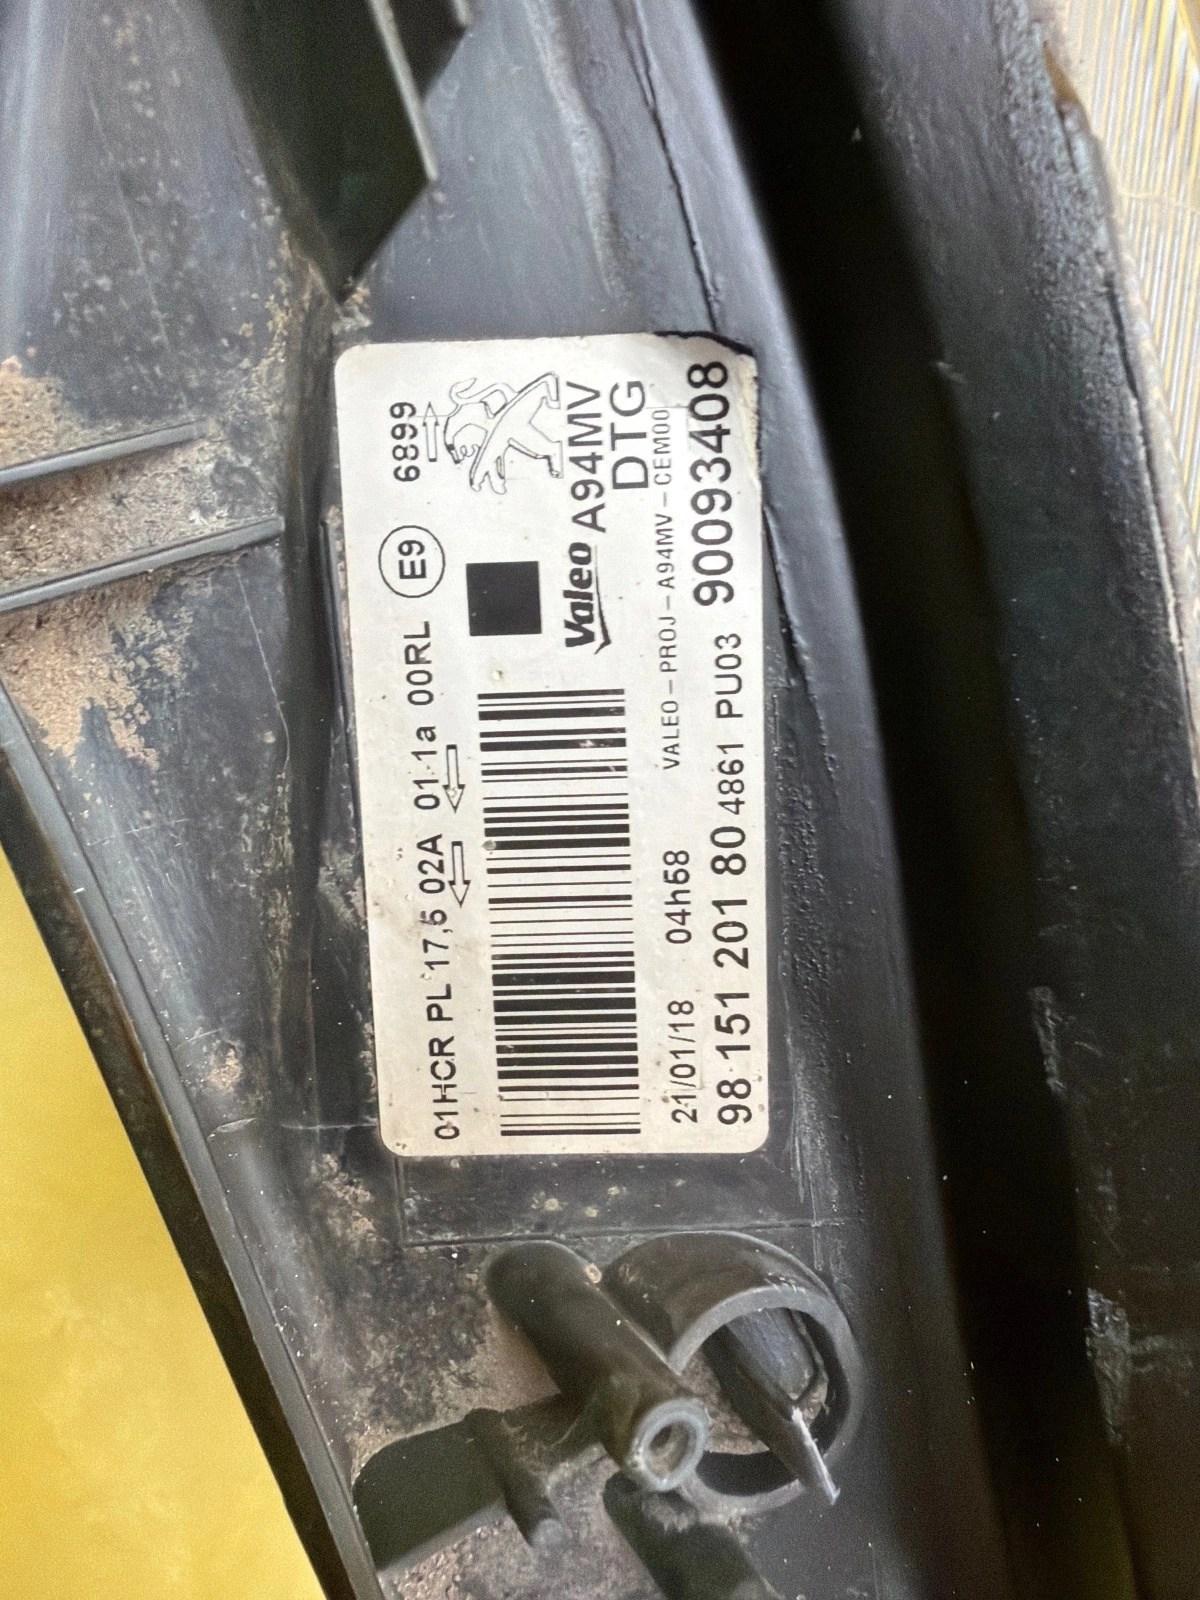 01HCR PL 17,5 02A 01 1a 00RL E9 6899
Valeo A94MV
DTG
21/01/18 04h58 VALEO-PROJ-A94MV-CEM00
98 151 201 80 4861 PU03 90093408